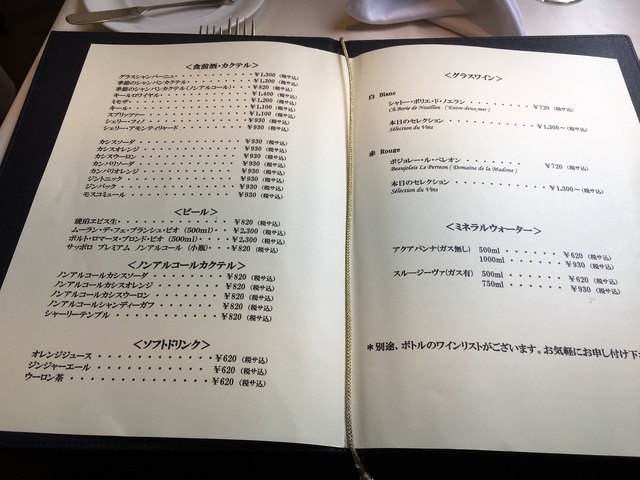 ＜食前酒・カクテル＞
グラスシャンパーニュ・・・・・・・・・・・￥1,300（税サ込）
季節のシャンパンカクテル・・・・・・・・・￥1,300（税サ込）
季節のシャンパンカクテル（ノンアルコール）・￥820（税サ込）
キールロワイヤル・・・・・・・・・・・・・￥1,400（税サ込）
ミモザ・・・・・・・・・・・・・・・・・・￥1,200（税サ込）
キール・・・・・・・・・・・・・・・・・・￥1,100（税サ込）
スプリッツァー・・・・・・・・・・・・・・￥1,100（税サ込）
シェリー・フィノ・・・・・・・・・・・・・￥930（税サ込）
シェリー・アモンティリャード・・・・・・・￥930（税サ込）
カシスソーダ・・・・・・・・・・・・・・・￥930（税サ込）
カシスオレンジ・・・・・・・・・・・・・・￥930（税サ込）
カシスウーロン・・・・・・・・・・・・・・￥930（税サ込）
カンパリソーダ・・・・・・・・・・・・・・￥930（税サ込）
カンパリオレンジ・・・・・・・・・・・・・￥930（税サ込）
ジントニック・・・・・・・・・・・・・・・￥930（税サ込）
ジンバック・・・・・・・・・・・・・・・・￥930（税サ込）
モスコミュール・・・・・・・・・・・・・・￥930（税サ込）
＜ビール＞
琥珀ヱビス生・・・・・・・・・・・・・・・￥820（税サ込）
ムーラン・デ・フェ・ブランシュ・ビオ（500ml）・・￥2,300（税サ込）
ポルト・ロマーヌ・ブロンド・ビオ（500ml）・・￥2,300（税サ込）
サッポロ プレミアム ノンアルコール（小瓶）・・￥820（税サ込）
＜ノンアルコールカクテル＞
ノンアルコールカシスソーダ・・・・・・・・￥820（税サ込）
ノンアルコールカシスオレンジ・・・・・・・￥820（税サ込）
ノンアルコールカシスウーロン・・・・・・・￥820（税サ込）
ノンアルコールシャンディーガフ・・・・・・￥820（税サ込）
シャーリーテンプル・・・・・・・・・・・・￥820（税サ込）
＜ソフトドリンク＞
オレンジジュース・・・・・・・・・・・・・￥620（税サ込）
ジンジャーエール・・・・・・・・・・・・・￥620（税サ込）
ウーロン茶・・・・・・・・・・・・・・・・￥620（税サ込）
＜グラスワイン＞
白 Blanc
シャトー・ボリェ・ド・ノエラン・・・・・・・￥720（税サ込）
Ch.Borie de Noaillan （Entre-deux-mer）
本日のセレクション・・・・・・・・・・・￥1,300～（税サ込）
Sélection du Vins
赤 Rouge
ボジョレー・ル・ペレオン・・・・・・・・・￥720（税サ込）
Beaujolais Le Perreon （Domaine de la Madone）
本日のセレクション・・・・・・・・・・・￥1,300～（税サ込）
Sélection du Vins
＜ミネラルウォーター＞
アクアパンナ（ガス無し） 500ml ・・・・・・・￥620（税サ込）
1000ml ・・・・・・・￥930（税サ込）
スルージーヴァ（ガス有） 500ml ・・・・・・・￥620（税サ込）
750ml ・・・・・・・￥930（税サ込）
＊別途、ボトルのワインリストがございます。お気軽にお申し付け下